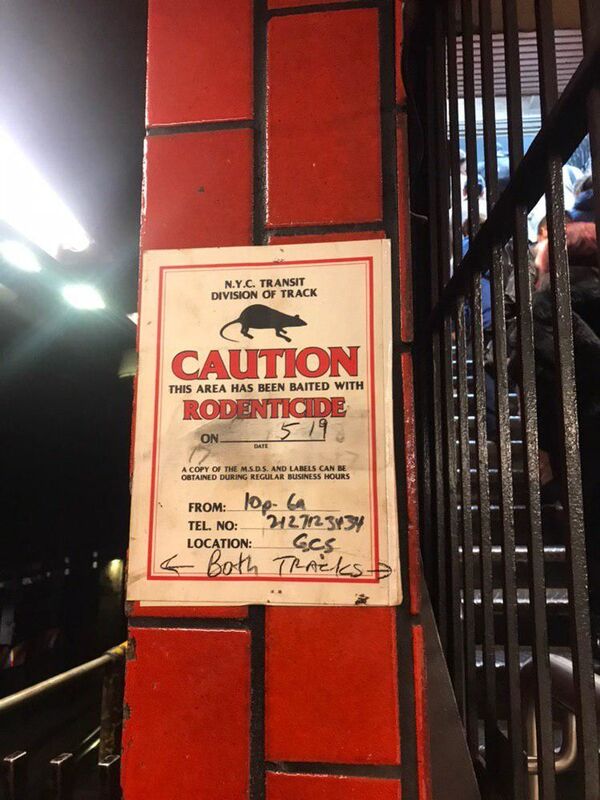 N.Y.C. TRANSIT
DIVISION OF TRACK
CAUTION
THIS AREA HAS BEEN BAITED WITH
RODENTICIDE
ON 5 19
DATE
A COPY OF THE M.S.D.S. AND LABELS CAN BE
OBTAINED DURING REGULAR BUSINESS HOURS
FROM: 10p- 6a
TEL. NO: 2127123434
LOCATION: GCS
← Both TRACKS →